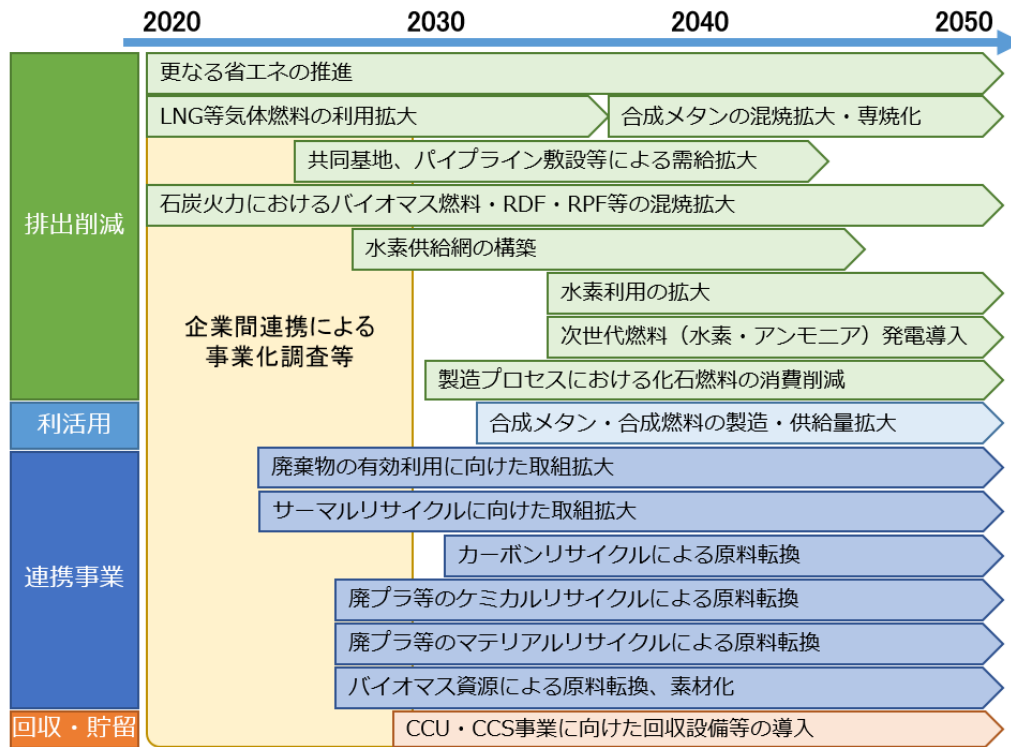 2020 2030 2040 2050
排出削減
更なる省エネの推進
LNG等気体燃料の利用拡大
合成メタンの混焼拡大・専焼化
共同基地、パイプライン敷設等による需給拡大
石炭火力におけるバイオマス燃料・RDF・RPF等の混焼拡大
水素供給網の構築
水素利用の拡大
企業間連携による
事業化調査等
次世代燃料（水素・アンモニア）発電導入
製造プロセスにおける化石燃料の消費削減
利活用
合成メタン・合成燃料の製造・供給量拡大
連携事業
廃棄物の有効利用に向けた取組拡大
サーマルリサイクルに向けた取組拡大
カーボンリサイクルによる原料転換
廃プラ等のケミカルリサイクルによる原料転換
廃プラ等のマテリアルリサイクルによる原料転換
バイオマス資源による原料転換、素材化
回収・貯留
CCU・CCS事業に向けた回収設備等の導入